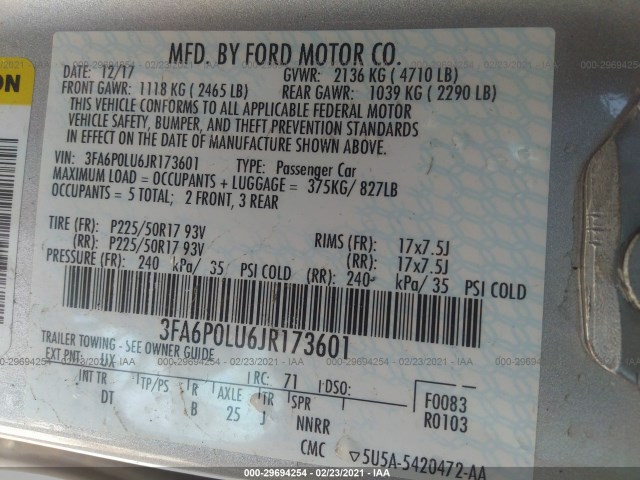 MFD. BY FORD MOTOR CO.
DATE: 12/17 GVWR: 2136 KG ( 4710 LB)
FRONT GAWR: 1118 KG ( 2465 LB) REAR GAWR: 1039 KG ( 2290 LB)
THIS VEHICLE CONFORMS TO ALL APPLICABLE FEDERAL MOTOR
VEHICLE SAFETY, BUMPER, AND THEFT PREVENTION STANDARDS
IN EFFECT ON THE DATE OF MANUFACTURE SHOWN ABOVE.
VIN: 3FA6P0LU6JR173601 TYPE: Passenger Car
MAXIMUM LOAD = OCCUPANTS + LUGGAGE = 375KG/ 827LB
OCCUPANTS = 5 TOTAL; 2 FRONT, 3 REAR
TIRE (FR): P225/50R17 93V RIMS (FR): 17x7.5J
(RR): P225/50R17 93V (RR): 17x7.5J
PRESSURE (FR): 240 kPa/ 35 PSI COLD (RR): 240 kPa/ 35 PSI COLD
3FA6P0LU6JR173601
TRAILER TOWING - SEE OWNER GUIDE
EXT PNT: UX RC: 71 DSO:
INT TR TP/PS R AXLE TR SPR F0083
DT B 25 J NNRR R0103
CMC 5U5A-5420472-AA
000-29694254 - 02/23/2021 - IAA